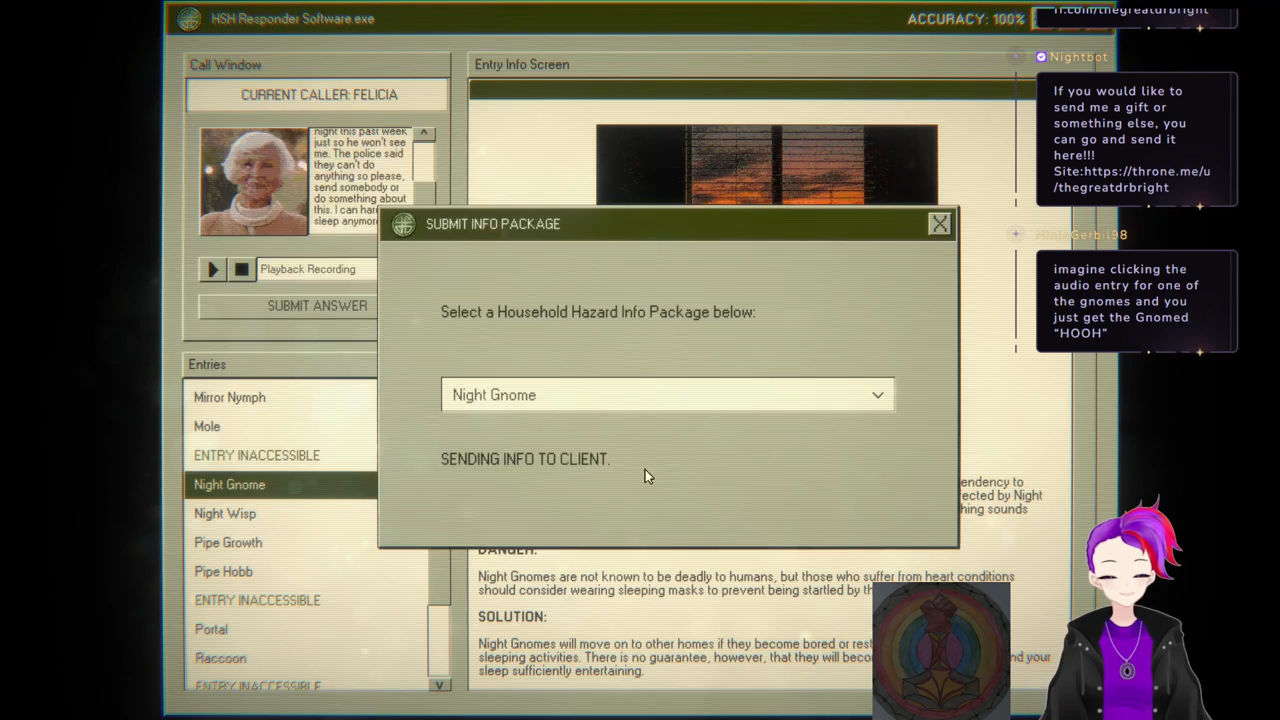 HSH Responder Software.exe
ACCURACY: 100%
Call Window
CURRENT CALLER: FELICIA
night this past week
just so he won't see
me. The police said
they can't do
anything so please,
send somebody or
do something about
this. I can
sleep anymore
Playback Recording
SUBMIT ANSWER
Entries
Mirror Nymph
Mole
ENTRY INACCESSIBLE
Night Gnome
Night Wisp
Pipe Growth
Pipe Hobb
ENTRY INACCESSIBLE
Portal
Raccoon
ENTRY INACCESSIBLE
Entry Info Screen
SUBMIT INFO PACKAGE
Select a Household Hazard Info Package below:
Night Gnome
SENDING INFO TO CLIENT.
endency to
ected by Night
hing sounds
DANGER:
Night Gnomes are not known to be deadly to humans, but those who suffer from heart conditions
should consider wearing sleeping masks to prevent being startled by th
SOLUTION:
Night Gnomes will move on to other homes if they become bored or rest
sleeping activities. There is no guarantee, however, that they will beco nd your
sleep sufficiently entertaining.
Nightbot
If you would like to
send me a gift or
something else, you
can go and send it
here!!!
Site:https://throne.me/u
/thegreatdrbright
NinjaGerbil98
imagine clicking the
audio entry for one of
the gnomes and you
just get the Gnomed
"HOOH"